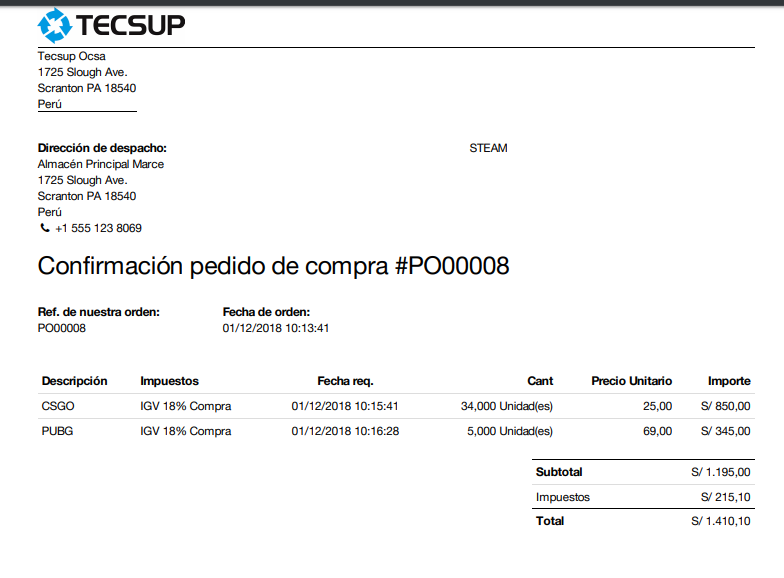 TECSUP
Tecsup Ocsa
1725 Slough Ave.
Scranton PA 18540
Perú
Dirección de despacho:
Almacén Principal Marce
1725 Slough Ave.
Scranton PA 18540
Perú
+1 555 123 8069
STEAM
Confirmación pedido de compra #PO00008
Ref. de nuestra orden: Fecha de orden:
PO00008 01/12/2018 10:13:41
Descripción Impuestos Fecha req. Cant Precio Unitario Importe
CSGO IGV 18% Compra 01/12/2018 10:15:41 34,000 Unidad(es) 25,00 S/ 850,00
PUBG IGV 18% Compra 01/12/2018 10:16:28 5,000 Unidad(es) 69,00 S/ 345,00
Subtotal S/ 1.195,00
Impuestos S/ 215,10
Total S/ 1.410,10